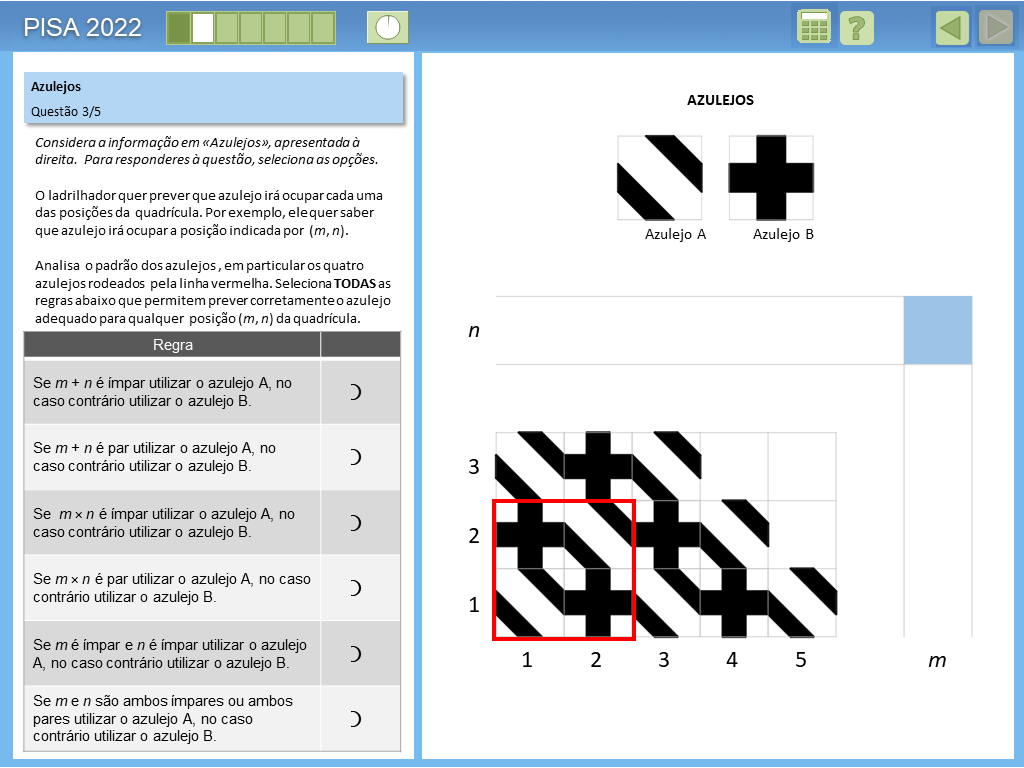 PISA 2022
?
Azulejos
Questão 3/5
Considera a informação em «Azulejos», apresentada à
direita. Para responderes à questão, seleciona as opções.
O ladrilhador quer prever que azulejo irá ocupar cada uma
das posições da quadrícula. Por exemplo, ele quer saber
que azulejo irá ocupar a posição indicada por (m, n).
Analisa o padrão dos azulejos, em particular os quatro
azulejos rodeados pela linha vermelha. Seleciona TODAS as
regras abaixo que permitem prever corretamente o azulejo
adequado para qualquer posição (m, n) da quadrícula.
Regra
Se m + n é ímpar utilizar o azulejo A, no
caso contrário utilizar o azulejo B.
Se m + n é par utilizar o azulejo A, no
caso contrário utilizar o azulejo B.
Se m × n é ímpar utilizar o azulejo A, no
caso contrário utilizar o azulejo B.
Se m × n é par utilizar o azulejo A, no caso
contrário utilizar o azulejo B.
Se m é ímpar e n é ímpar utilizar o azulejo
A, no caso contrário utilizar o azulejo B.
Se m e n são ambos ímpares ou ambos
pares utilizar o azulejo A, no caso
contrário utilizar o azulejo B.
AZULEJOS
Azulejo A Azulejo B
n
3
2
1
1 2 3 4 5 m